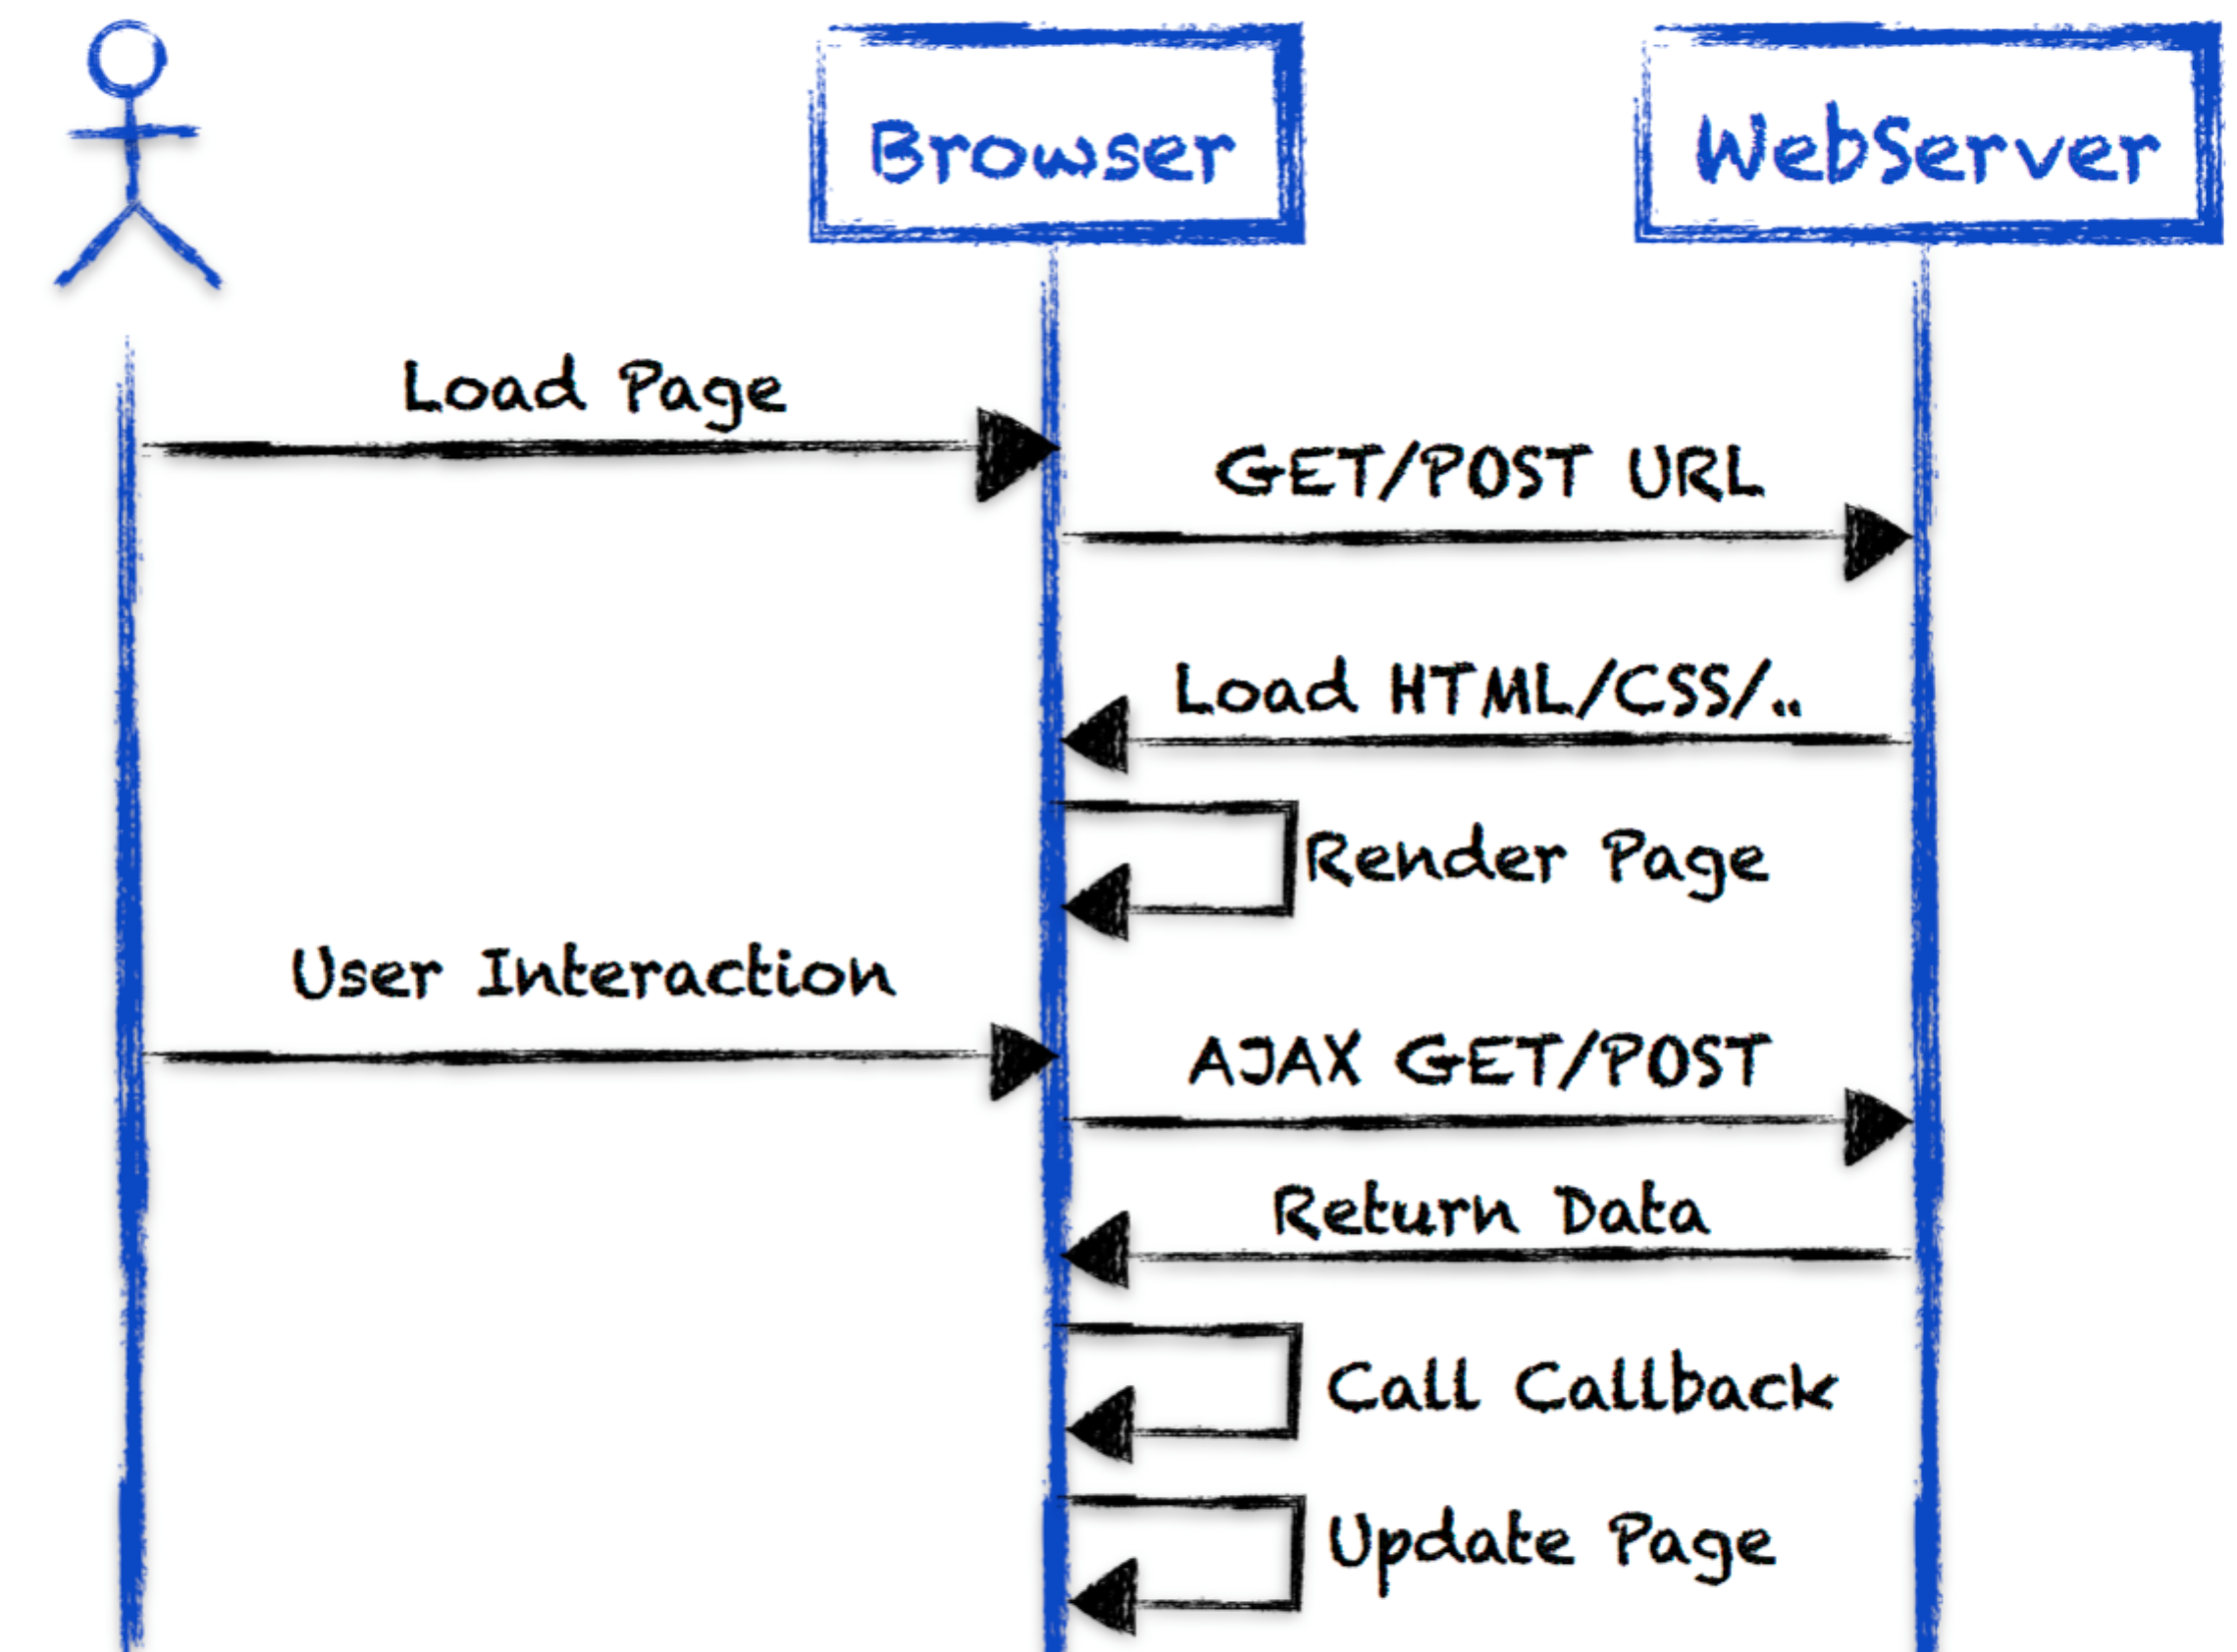 Browser
WebServer
Load Page
GET/POST URL
Load HTML/CSS/..
Render Page
User Interaction
AJAX GET/POST
Return Data
Call Callback
Update Page